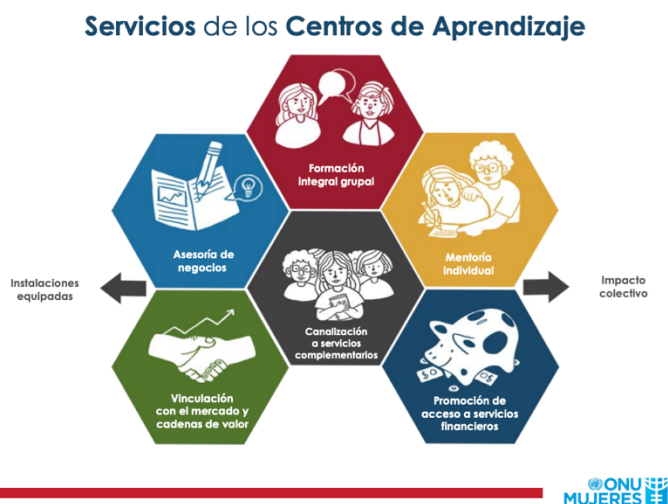 Servicios de los Centros de Aprendizaje
Formación
integral grupal
Asesoría de
negocios
Mentoría
individual
Instalaciones
equipadas
Impacto
colectivo
Canalización
a servicios
complementarios
Vinculación
con el mercado y
cadenas de valor
Promoción de
acceso a servicios
financieros
ONU
MUJERES